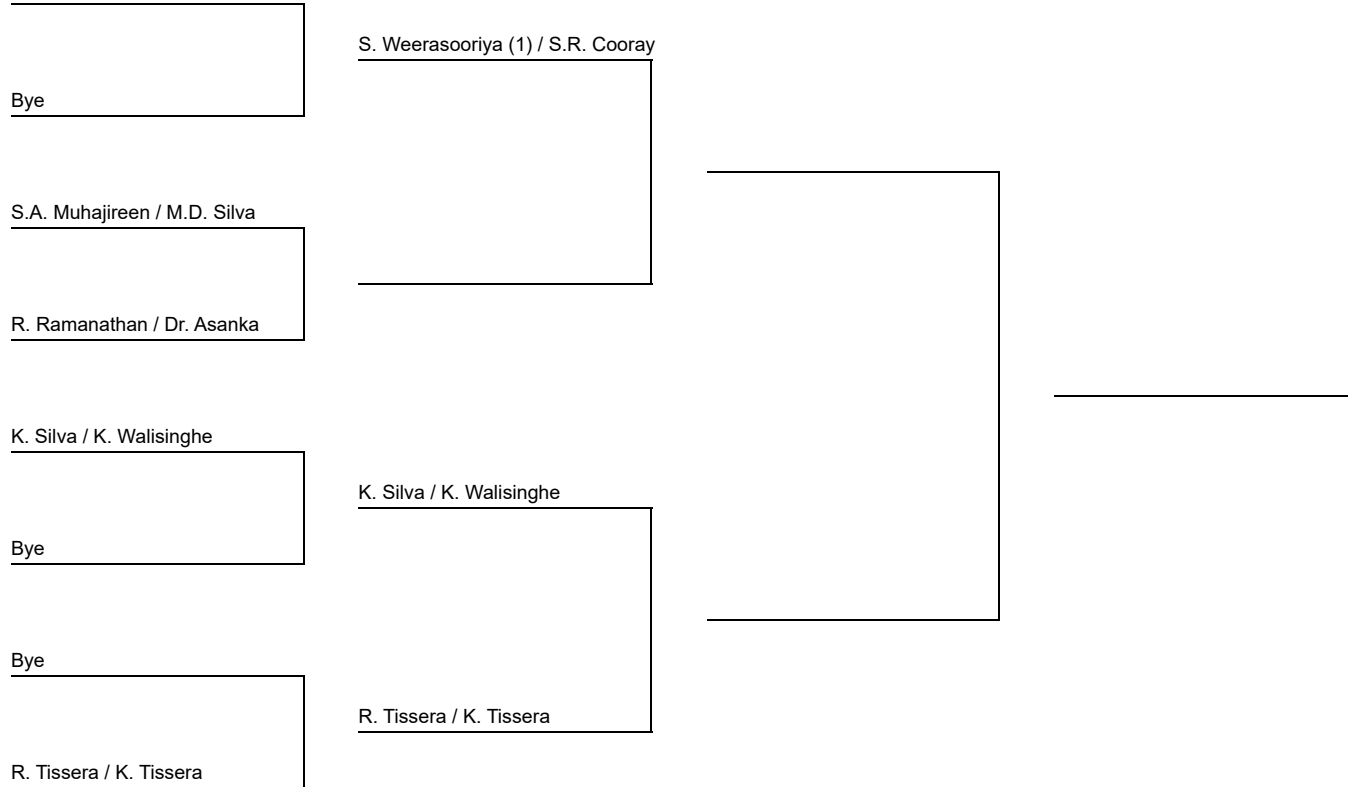 S. Weerasooriya (1) / S.R. Cooray
Bye
S.A. Muhajireen / M.D. Silva
R. Ramanathan / Dr. Asanka
K. Silva / K. Walisinghe
K. Silva / K. Walisinghe
Bye
Bye
R. Tissera / K. Tissera
R. Tissera / K. Tissera